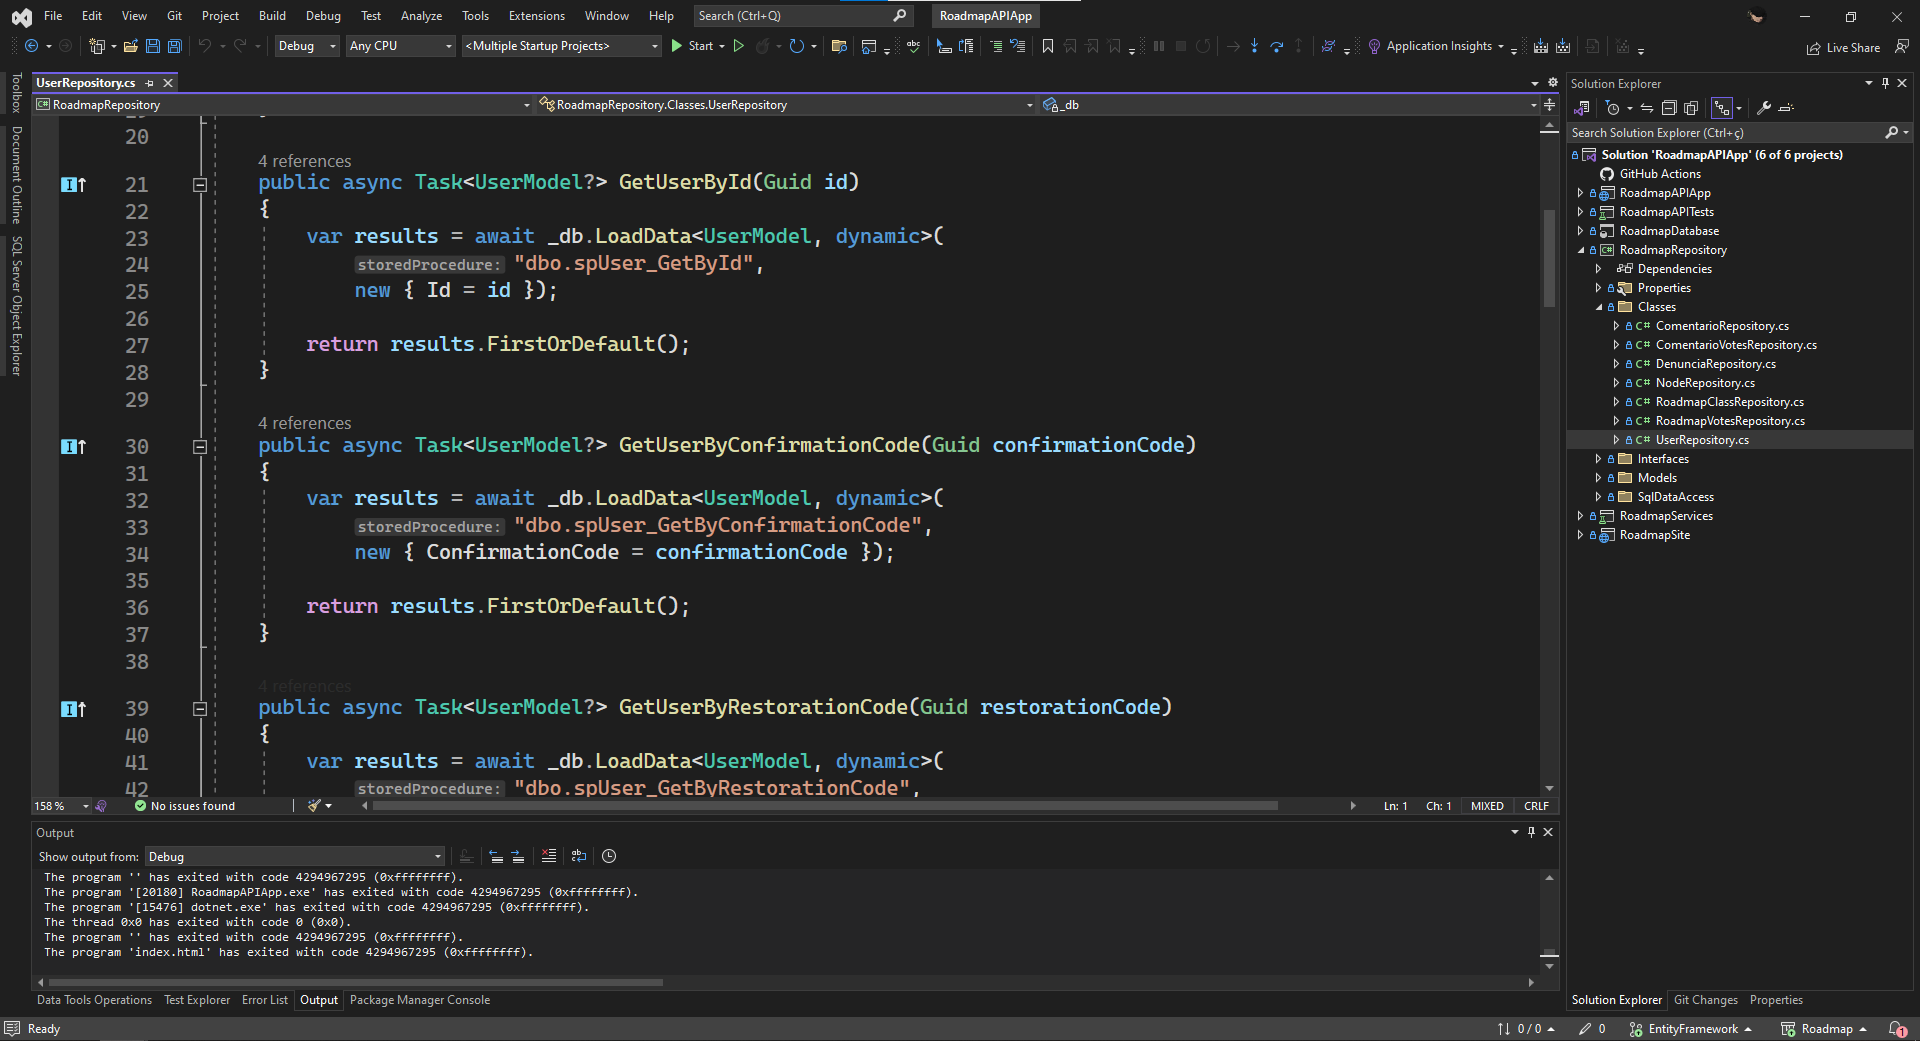 File Edit View Git Project Build Debug Test Analyze Tools Extensions Window Help Search (Ctrl+Q) RoadmapAPIApp
Debug Any CPU <Multiple Startup Projects> Start Application Insights Live Share
Toolbox
Document Outline
SQL Server Object Explorer
UserRepository.cs
RoadmapRepository RoadmapRepository.Classes.UserRepository _db
20
4 references
21 public async Task<UserModel?> GetUserById(Guid id)
22 {
23 var results = await _db.LoadData<UserModel, dynamic>(
24 storedProcedure: "dbo.spUser_GetById",
25 new { Id = id });
26
27 return results.FirstOrDefault();
28 }
29
4 references
30 public async Task<UserModel?> GetUserByConfirmationCode(Guid confirmationCode)
31 {
32 var results = await _db.LoadData<UserModel, dynamic>(
33 storedProcedure: "dbo.spUser_GetByConfirmationCode",
34 new { ConfirmationCode = confirmationCode });
35
36 return results.FirstOrDefault();
37 }
38
4 references
39 public async Task<UserModel?> GetUserByRestorationCode(Guid restorationCode)
40 {
41 var results = await _db.LoadData<UserModel, dynamic>(
42 storedProcedure: "dbo.spUser_GetByRestorationCode",
158 % No issues found Ln: 1 Ch: 1 MIXED CRLF
Output
Show output from: Debug
The program '' has exited with code 4294967295 (0xffffffff).
The program '[20180] RoadmapAPIApp.exe' has exited with code 4294967295 (0xffffffff).
The program '[15476] dotnet.exe' has exited with code 4294967295 (0xffffffff).
The thread 0x0 has exited with code 0 (0x0).
The program '' has exited with code 4294967295 (0xffffffff).
The program 'index.html' has exited with code 4294967295 (0xffffffff).
Data Tools Operations Test Explorer Error List Output Package Manager Console
Solution Explorer
Search Solution Explorer (Ctrl+ç)
Solution 'RoadmapAPIApp' (6 of 6 projects)
GitHub Actions
RoadmapAPIApp
RoadmapAPITests
RoadmapDatabase
C# RoadmapRepository
Dependencies
Properties
Classes
C# ComentarioRepository.cs
C# ComentarioVotesRepository.cs
C# DenunciaRepository.cs
C# NodeRepository.cs
C# RoadmapClassRepository.cs
C# RoadmapVotesRepository.cs
C# UserRepository.cs
Interfaces
Models
SqlDataAccess
RoadmapServices
RoadmapSite
Solution Explorer Git Changes Properties
Ready 0 / 0 0 EntityFramework Roadmap 1